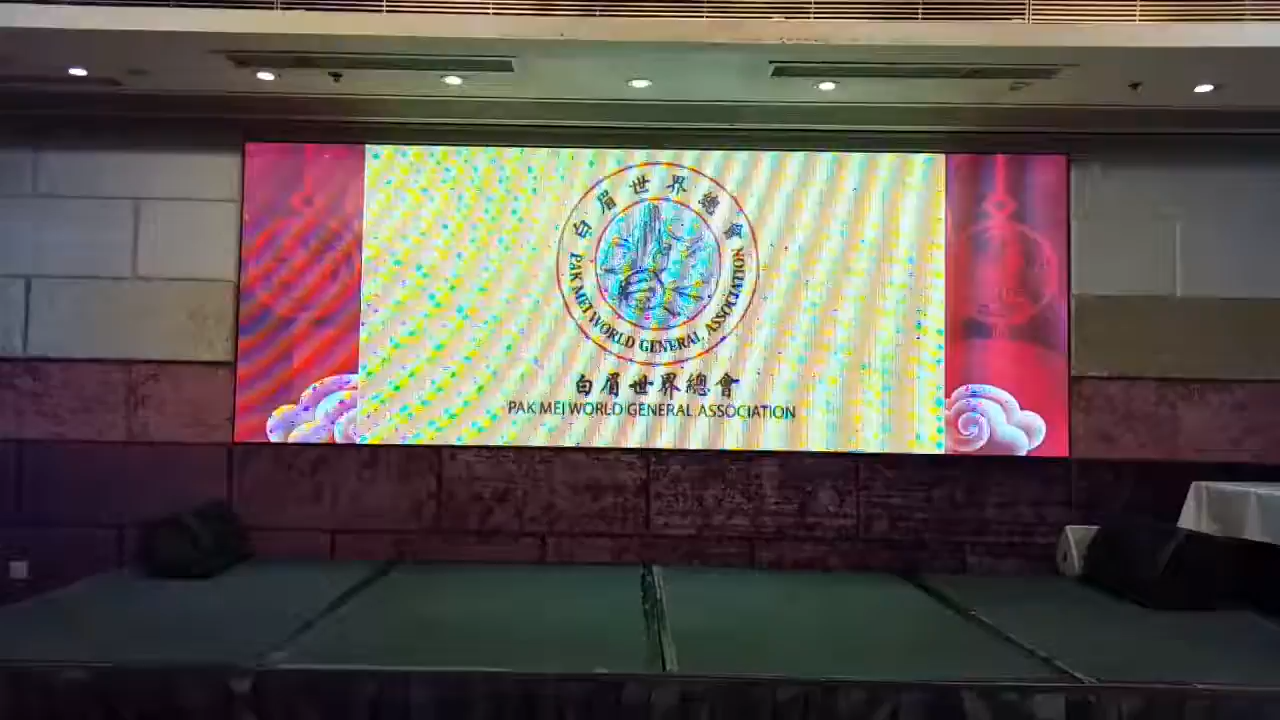 白眉世界總會
PAK MEI WORLD GENERAL ASSOCIATION
白眉世界總會
PAK MEI WORLD GENERAL ASSOCIATION